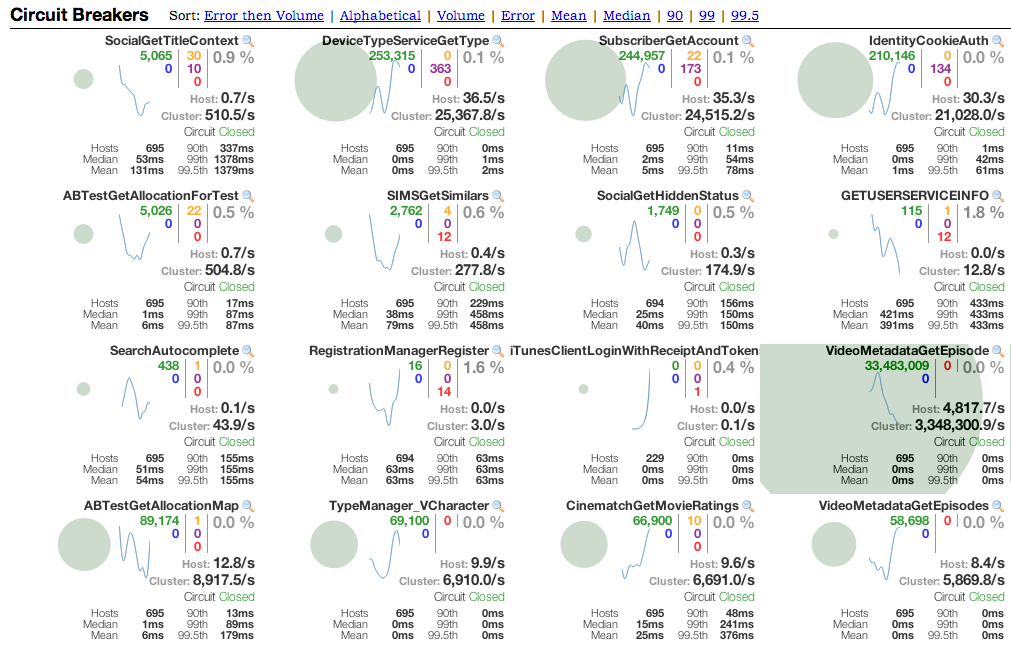 Circuit Breakers Sort: Error then Volume | Alphabetical | Volume | Error | Mean | Median | 90 | 99 | 99.5
SocialGetTitleContext
5,065 30 0.9 %
0 10
0
Host: 0.7/s
Cluster: 510.5/s
Circuit Closed
Hosts 695 90th 337ms
Median 53ms 99th 1378ms
Mean 131ms 99.5th 1379ms
DeviceTypeServiceGetType
253,315 0 0.1 %
0 363
0
Host: 36.5/s
Cluster: 25,367.8/s
Circuit Closed
Hosts 695 90th 0ms
Median 0ms 99th 1ms
Mean 0ms 99.5th 2ms
SubscriberGetAccount
244,957 22 0.1 %
0 173
0
Host: 35.3/s
Cluster: 24,515.2/s
Circuit Closed
Hosts 695 90th 11ms
Median 2ms 99th 54ms
Mean 5ms 99.5th 78ms
IdentityCookieAuth
210,146 0 0.0 %
0 134
0
Host: 30.3/s
Cluster: 21,028.0/s
Circuit Closed
Hosts 695 90th 1ms
Median 0ms 99th 42ms
Mean 1ms 99.5th 61ms
ABTestGetAllocationForTest
5,026 22 0.5 %
0 0
0
Host: 0.7/s
Cluster: 504.8/s
Circuit Closed
Hosts 695 90th 17ms
Median 1ms 99th 87ms
Mean 6ms 99.5th 87ms
SIMSGetSimilars
2,762 4 0.6 %
0 0
12
Host: 0.4/s
Cluster: 277.8/s
Circuit Closed
Hosts 695 90th 229ms
Median 38ms 99th 458ms
Mean 79ms 99.5th 458ms
SocialGetHiddenStatus
1,749 0 0.5 %
0 0
0
Host: 0.3/s
Cluster: 174.9/s
Circuit Closed
Hosts 694 90th 156ms
Median 25ms 99th 150ms
Mean 40ms 99.5th 150ms
GETUSERSERVICEINFO
115 1 1.8 %
0 0
12
Host: 0.0/s
Cluster: 12.8/s
Circuit Closed
Hosts 695 90th 433ms
Median 421ms 99th 433ms
Mean 391ms 99.5th 433ms
SearchAutocomplete
438 1 0.0 %
0 0
0
Host: 0.1/s
Cluster: 43.9/s
Circuit Closed
Hosts 695 90th 155ms
Median 51ms 99th 155ms
Mean 54ms 99.5th 155ms
RegistrationManagerRegister
16 0 1.6 %
0 0
14
Host: 0.0/s
Cluster: 3.0/s
Circuit Closed
Hosts 694 90th 63ms
Median 63ms 99th 63ms
Mean 63ms 99.5th 63ms
iTunesClientLoginWithReceiptAndToken
0 0 0.4 %
0 0
1
Host: 0.0/s
Cluster: 0.1/s
Circuit Closed
Hosts 229 90th 0ms
Median 0ms 99th 0ms
Mean 0ms 99.5th 0ms
VideoMetadataGetEpisode
33,483,009 0 0.0 %
0
Host: 4,817.7/s
Cluster: 3,348,300.9/s
Circuit Closed
Hosts 695 90th 0ms
Median 0ms 99th 0ms
Mean 0ms 99.5th 0ms
ABTestGetAllocationMap
89,174 1 0.0 %
0 0
0
Host: 12.8/s
Cluster: 8,917.5/s
Circuit Closed
Hosts 695 90th 13ms
Median 1ms 99th 89ms
Mean 6ms 99.5th 179ms
TypeManager_VCharacter
69,100 0 0.0 %
0
Host: 9.9/s
Cluster: 6,910.0/s
Circuit Closed
Hosts 695 90th 0ms
Median 0ms 99th 0ms
Mean 0ms 99.5th 0ms
CinematchGetMovieRatings
66,900 10 0.0 %
0 0
0
Host: 9.6/s
Cluster: 6,691.0/s
Circuit Closed
Hosts 695 90th 48ms
Median 15ms 99th 241ms
Mean 25ms 99.5th 376ms
VideoMetadataGetEpisodes
58,698 0 0.0 %
0
Host: 8.4/s
Cluster: 5,869.8/s
Circuit Closed
Hosts 695 90th 0ms
Median 0ms 99th 0ms
Mean 0ms 99.5th 0ms